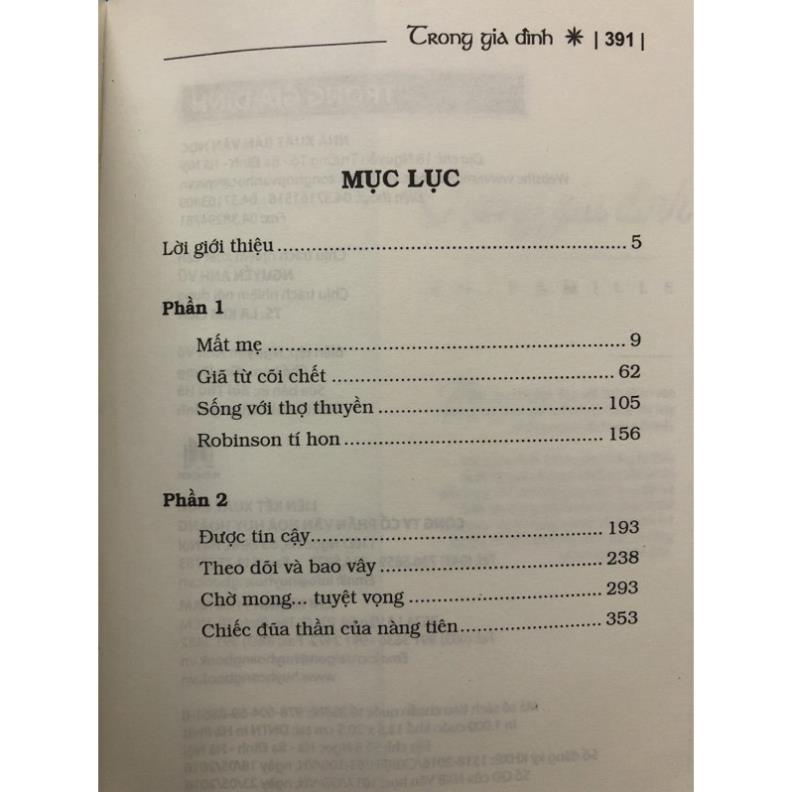 Trong gia đình ✴ | 391 |
MỤC LỤC
Lời giới thiệu.......................................................... 5
Phần 1
Mất mẹ .......................................................... 9
Giã từ cõi chết .......................................................... 62
Sống với thợ thuyền .......................................................... 105
Robinson tí hon .......................................................... 156
Phần 2
Được tin cậy.......................................................... 193
Theo dõi và bao vây .......................................................... 238
Chờ mong... tuyệt vọng .......................................................... 293
Chiếc đũa thần của nàng tiên .......................................................... 353